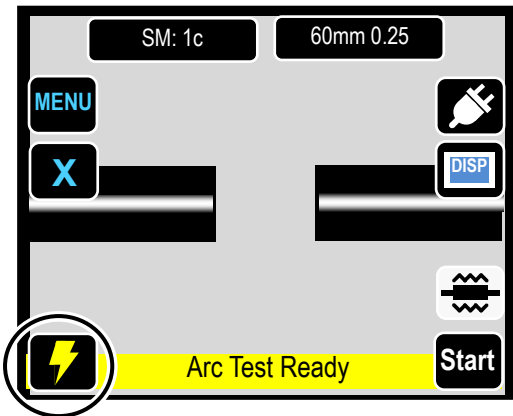 SM: 1c
60mm 0.25
MENU
X
DISP
Arc Test Ready
Start